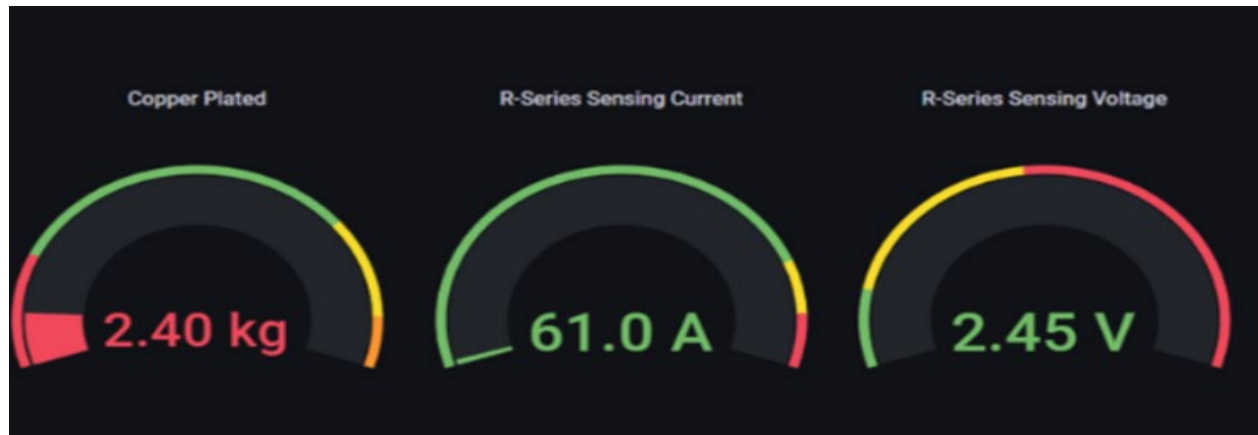 Copper Plated
R-Series Sensing Current
R-Series Sensing Voltage
2.40 kg
61.0 A
2.45 V